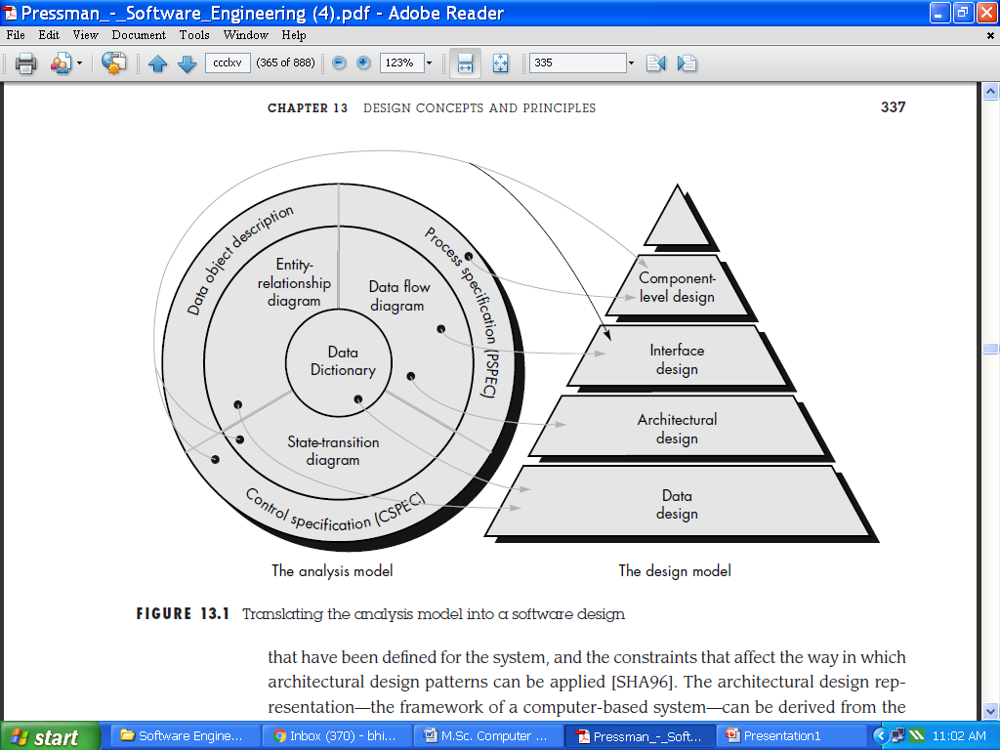 Pressman_-_Software_Engineering (4).pdf - Adobe Reader
File Edit View Document Tools Window Help
ccclxv (365 of 888) 123% 335
CHAPTER 13 DESIGN CONCEPTS AND PRINCIPLES 337
Data object description
Entity-
relationship
diagram
Data flow
diagram
Process specification (PSPEC)
Data
Dictionary
State-transition
diagram
Control specification (CSPEC)
The analysis model
Component-
level design
Interface
design
Architectural
design
Data
design
The design model
FIGURE 13.1 Translating the analysis model into a software design
that have been defined for the system, and the constraints that affect the way in which
architectural design patterns can be applied [SHA96]. The architectural design rep-
resentation—the framework of a computer-based system—can be derived from the
start Software Engine... Inbox (370) - bhi... M.Sc. Computer ... Pressman_-_Soft... Presentation1 11:02 AM